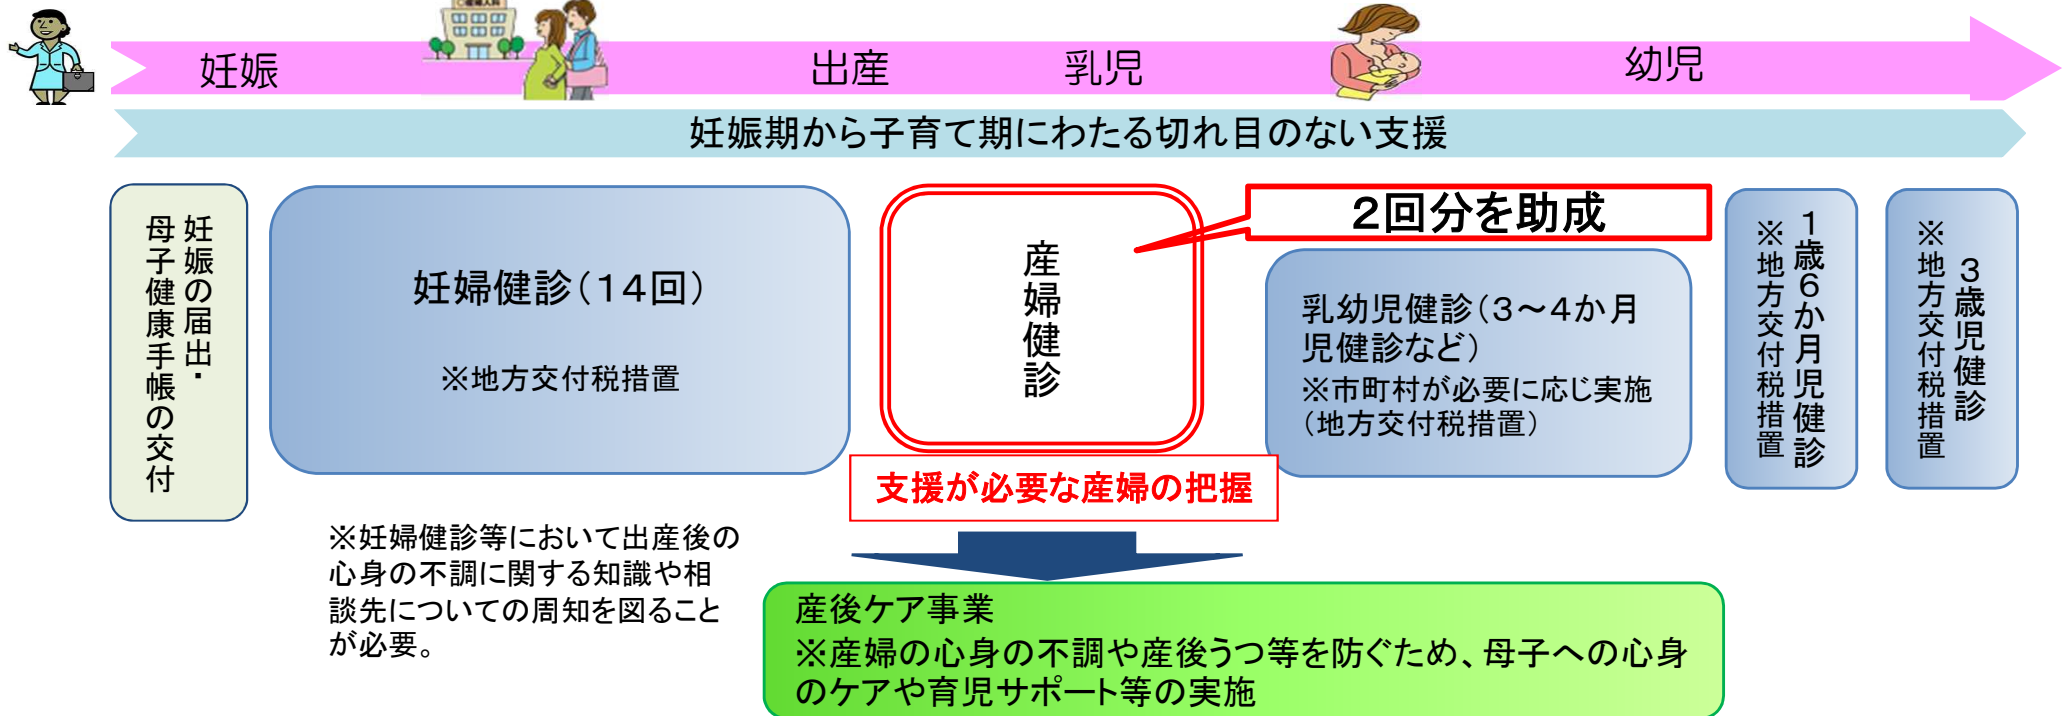 産婦人科
妊娠
出産
乳児
幼児
妊娠期から子育て期にわたる切れ目のない支援
妊娠の届出・
母子健康手帳の交付
妊婦健診(14回)
※地方交付税措置
産婦健診
2回分を助成
乳幼児健診(3~4か月
児健診など)
※市町村が必要に応じ実施
(地方交付税措置)
1歳6か月児健診
※地方交付税措置
3歳児健診
※地方交付税措置
支援が必要な産婦の把握
※妊婦健診等において出産後の
心身の不調に関する知識や相
談先についての周知を図ること
が必要。
産後ケア事業
※産婦の心身の不調や産後うつ等を防ぐため、母子への心身
のケアや育児サポート等の実施